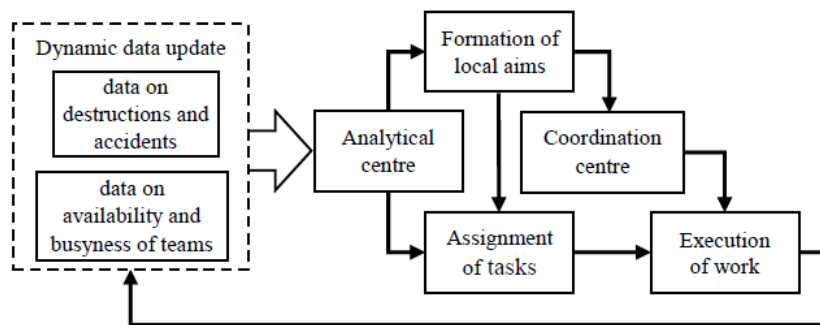 Dynamic data update
data on
destructions and
accidents
data on
availability and
busyness of teams
Analytical
centre
Formation of
local aims
Coordination
centre
Assignment
of tasks
Execution
of work